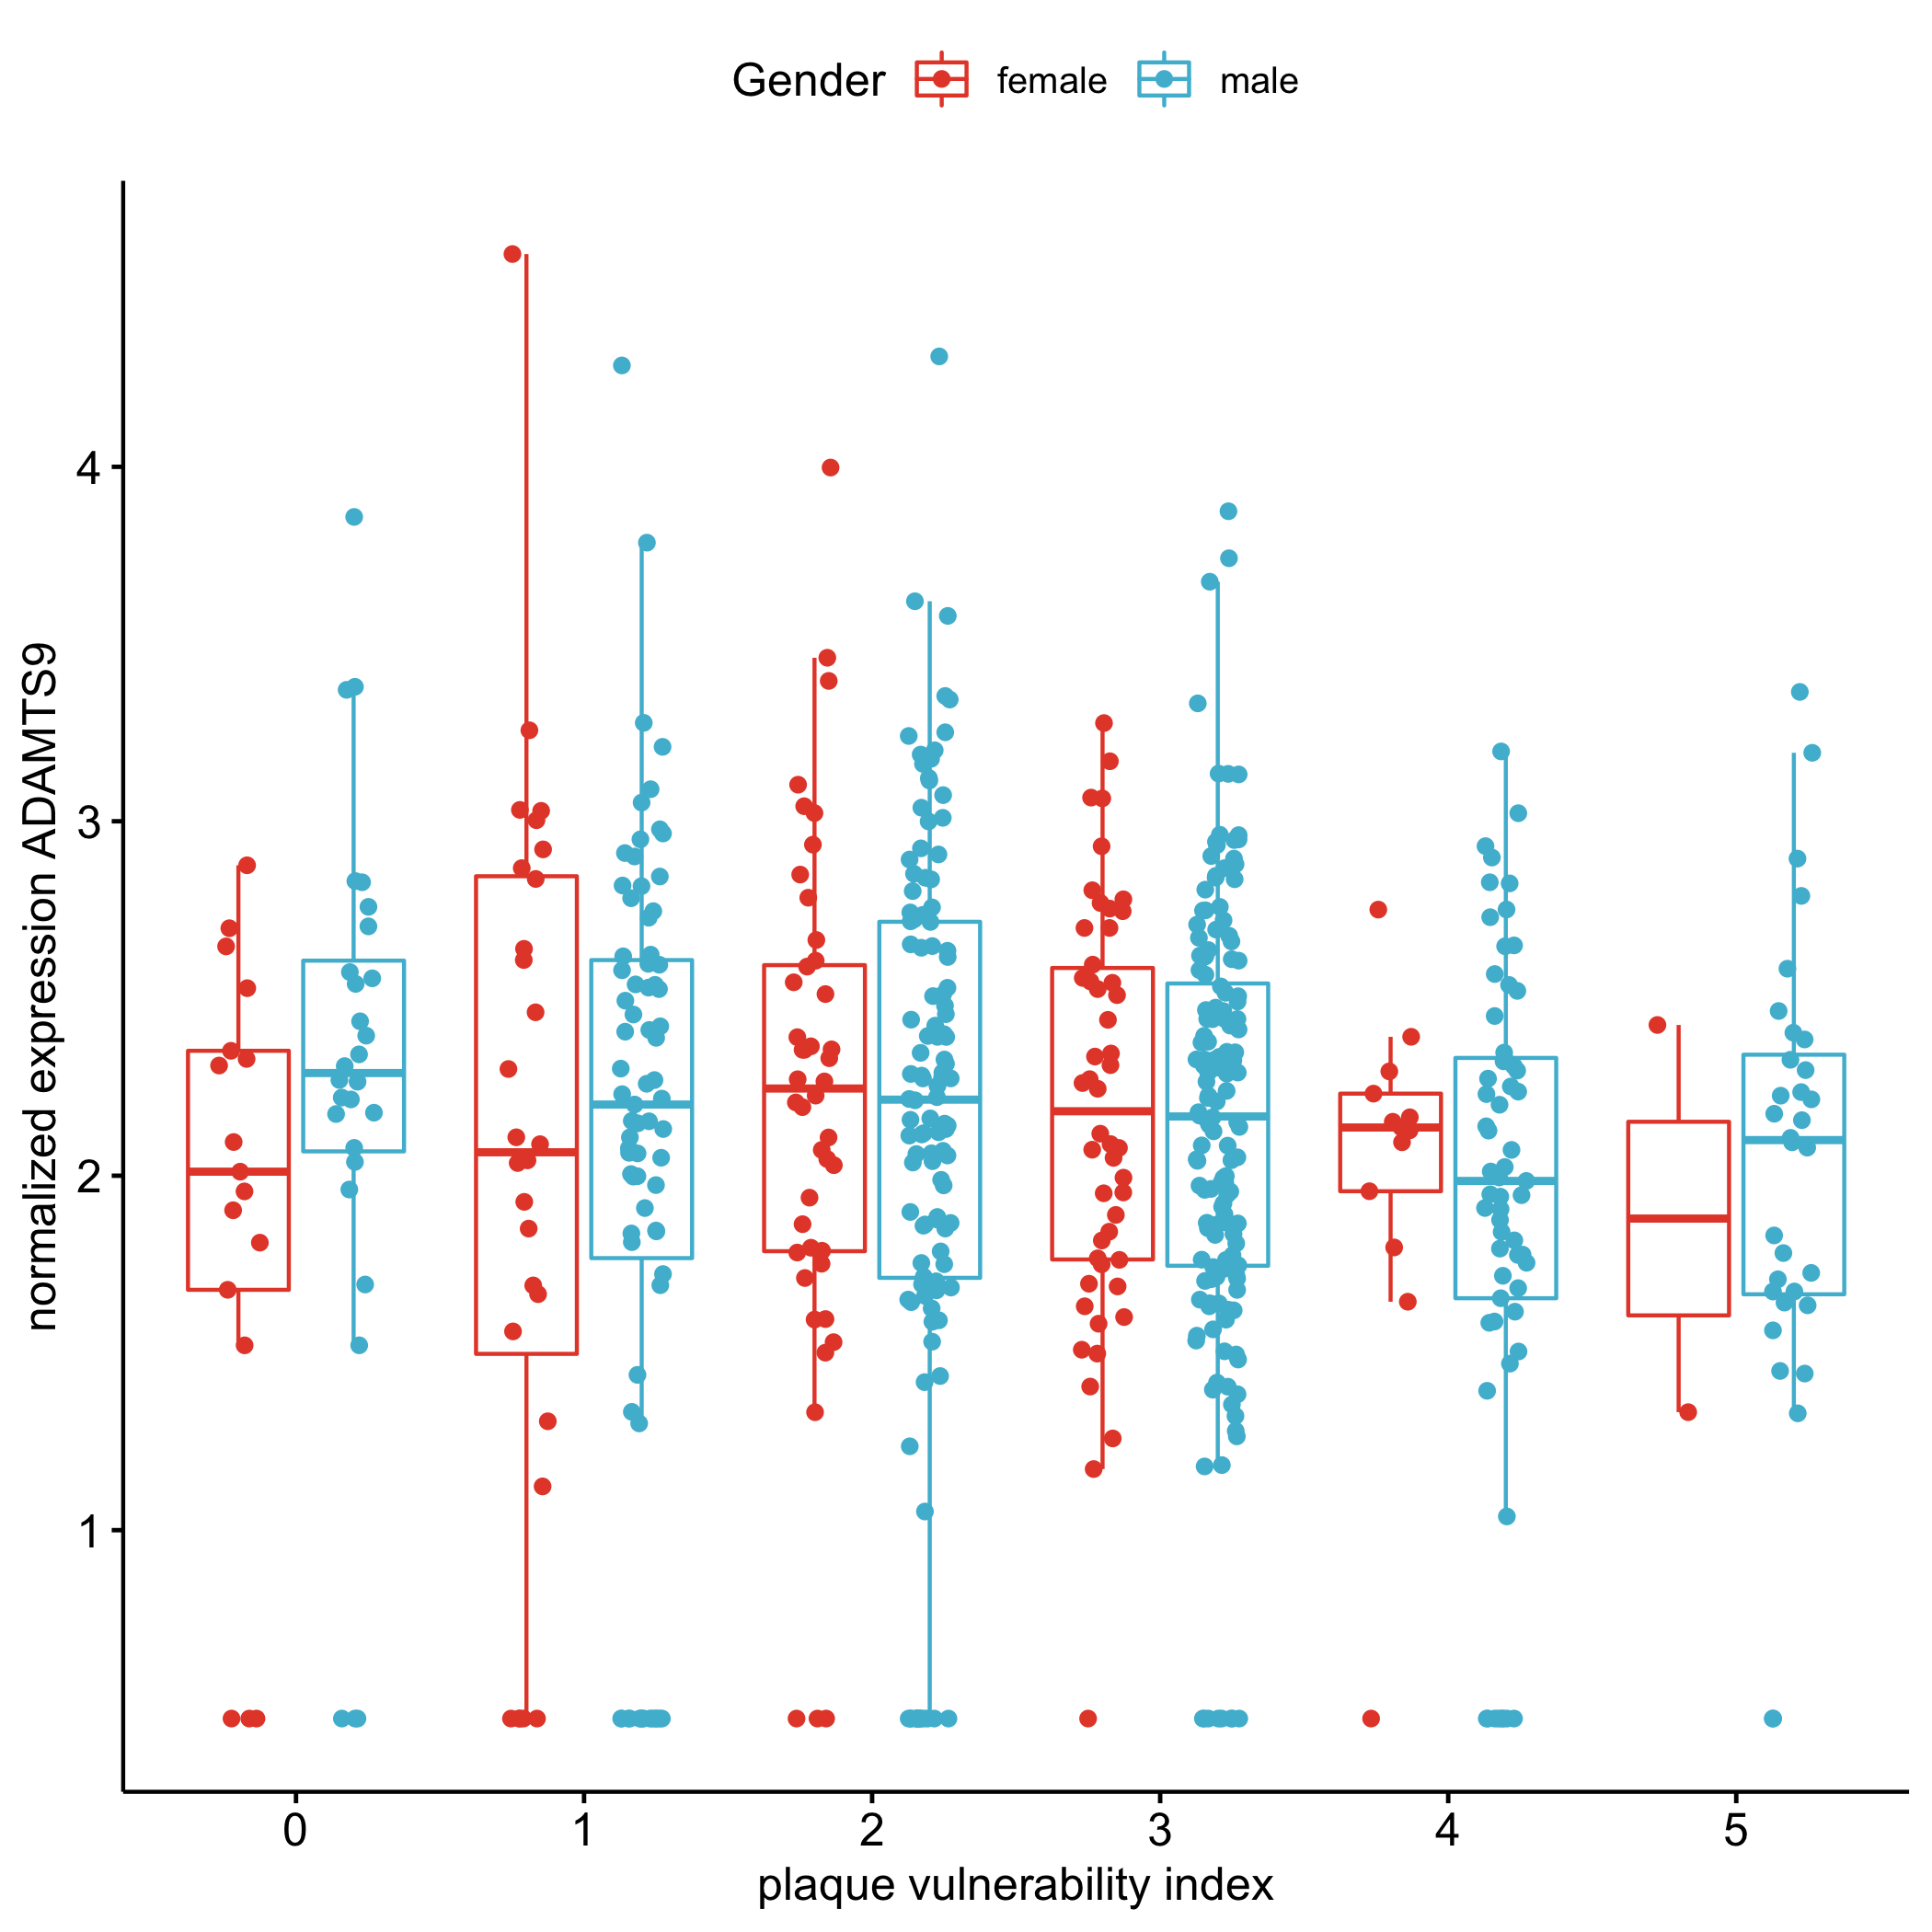 Gender female male
normalized expression ADAMTS9
4
3
2
1
0 1 2 3 4 5
plaque vulnerability index